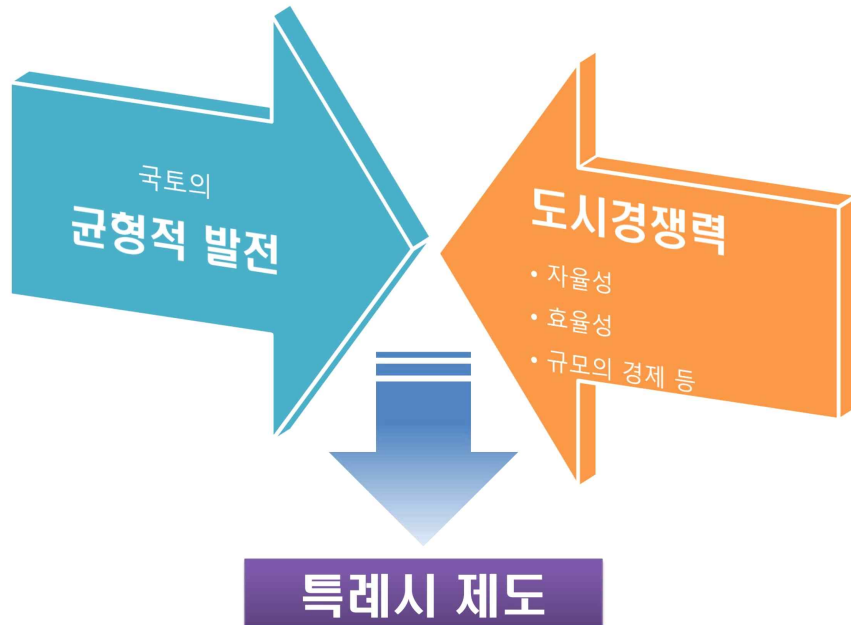 국토의
균형적 발전
도시경쟁력
• 자율성
• 효율성
• 규모의 경제 등
특례시 제도